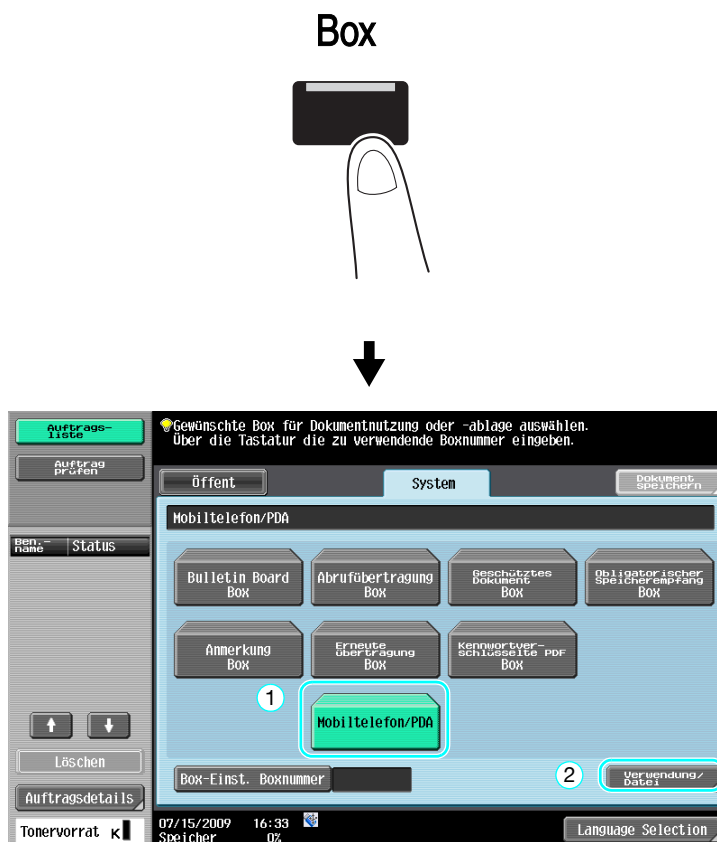 Box
Auftrags-
liste
Gewünschte Box für Dokumentnutzung oder -ablage auswählen.
Über die Tastatur die zu verwendende Boxnummer eingeben.
Auftrag
prüfen
Öffent
System
Dokument
speichern
Mobiltelefon/PDA
Ben.-
name
Status
Bulletin Board
Box
Abrufübertragung
Box
Geschütztes
Dokument
Box
Obligatorischer
Speicherempfang
Box
Anmerkung
Box
Erneute
Übertragung
Box
Kennwortver-
schlüsselte PDF
Box
1
Mobiltelefon/PDA
Löschen
Box-Einst. Boxnummer
2
Verwendung/
Datei
Auftragsdetails
Tonervorrat K
07/15/2009 16:33
Speicher 0%
Language Selection